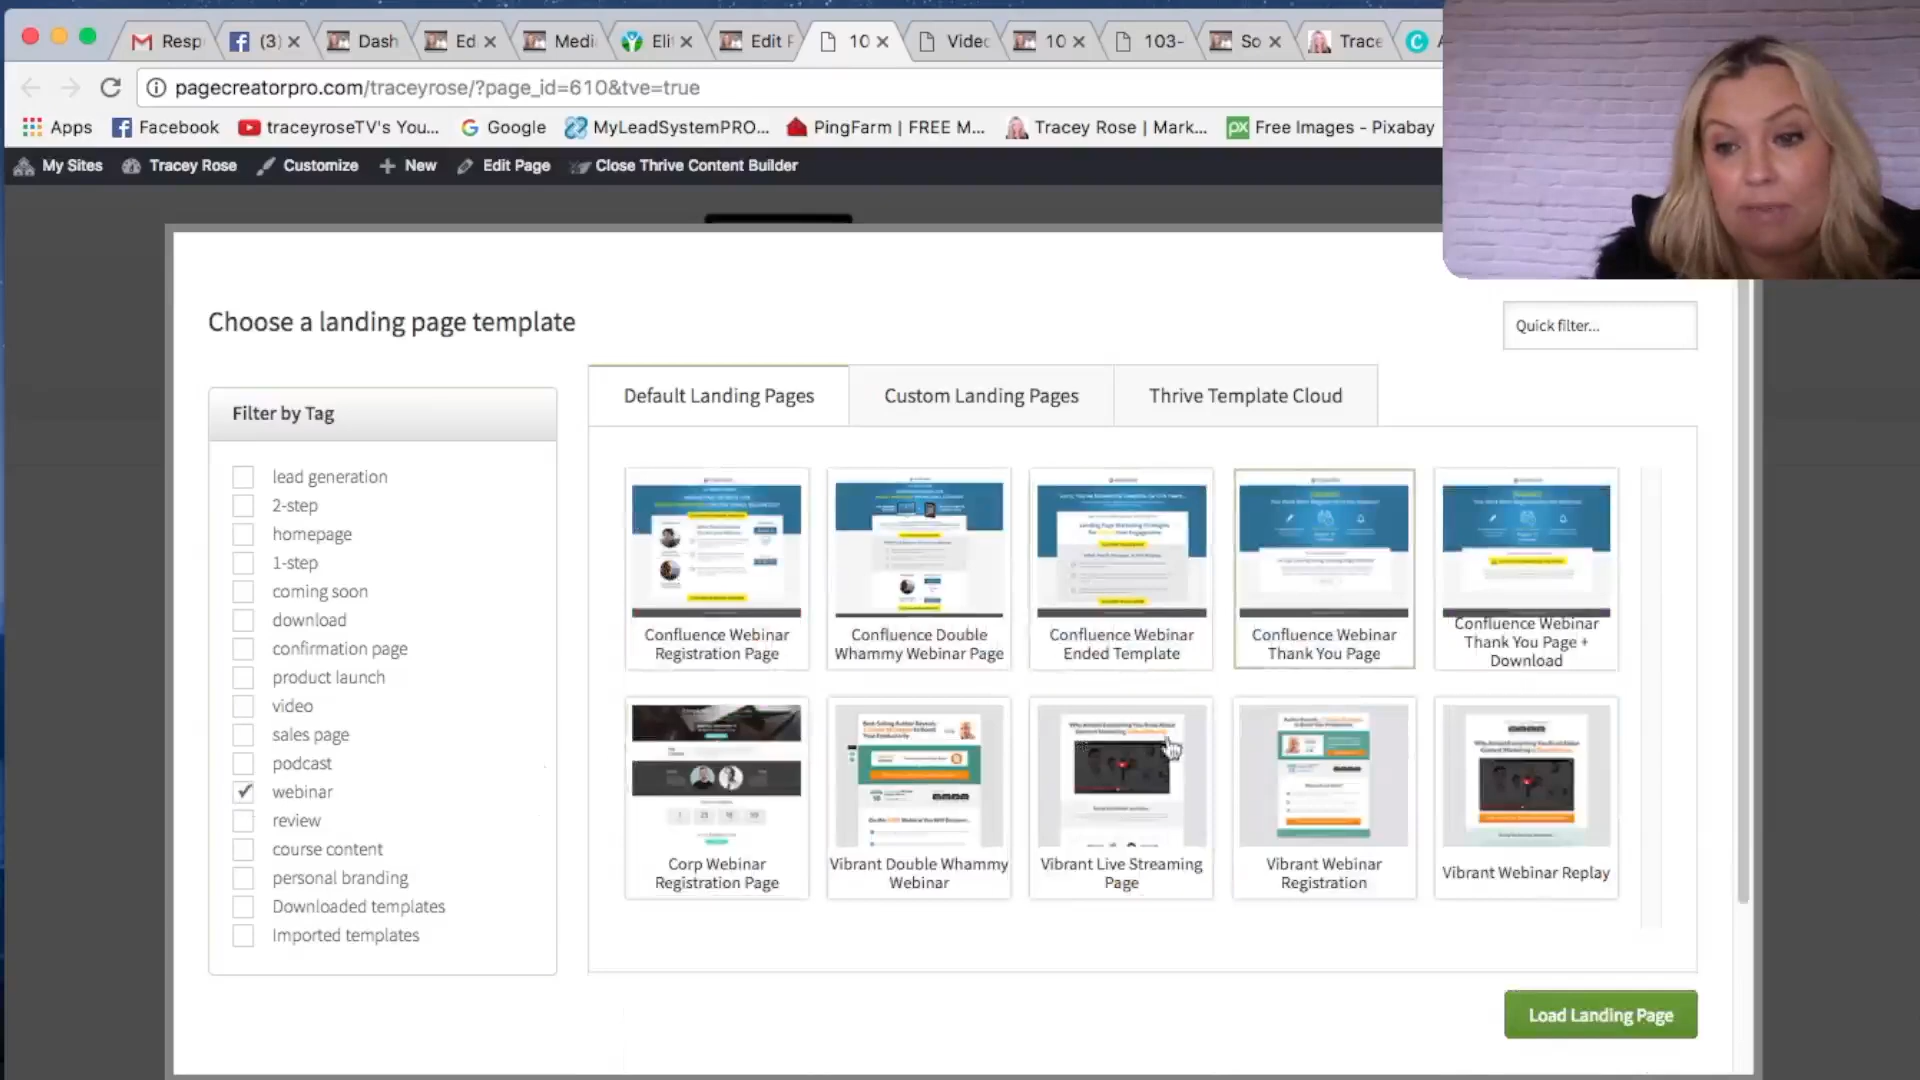 Resp
(3)
Dash
Ed
Medi
Elit
Edit P
10
Videc
10
103-
So
Trace
pagecreatorpro.com/traceyrose/?page_id=610&tve=true
Apps
Facebook
traceyroseTV's You...
Google
MyLeadSystemPRO...
PingFarm | FREE M...
Tracey Rose | Mark...
px
Free Images - Pixabay
My Sites
Tracey Rose
Customize
New
Edit Page
Close Thrive Content Builder
Choose a landing page template
Quick filter...
Filter by Tag
lead generation
2-step
homepage
1-step
coming soon
download
confirmation page
product launch
video
sales page
podcast
webinar
review
course content
personal branding
Downloaded templates
Imported templates
Default Landing Pages
Custom Landing Pages
Thrive Template Cloud
Confluence Webinar
Registration Page
Confluence Double
Whammy Webinar Page
Confluence Webinar
Ended Template
Confluence Webinar
Thank You Page
Confluence Webinar
Thank You Page +
Download
Corp Webinar
Registration Page
Vibrant Double Whammy
Webinar
Vibrant Live Streaming
Page
Vibrant Webinar
Registration
Vibrant Webinar Replay
Load Landing Page